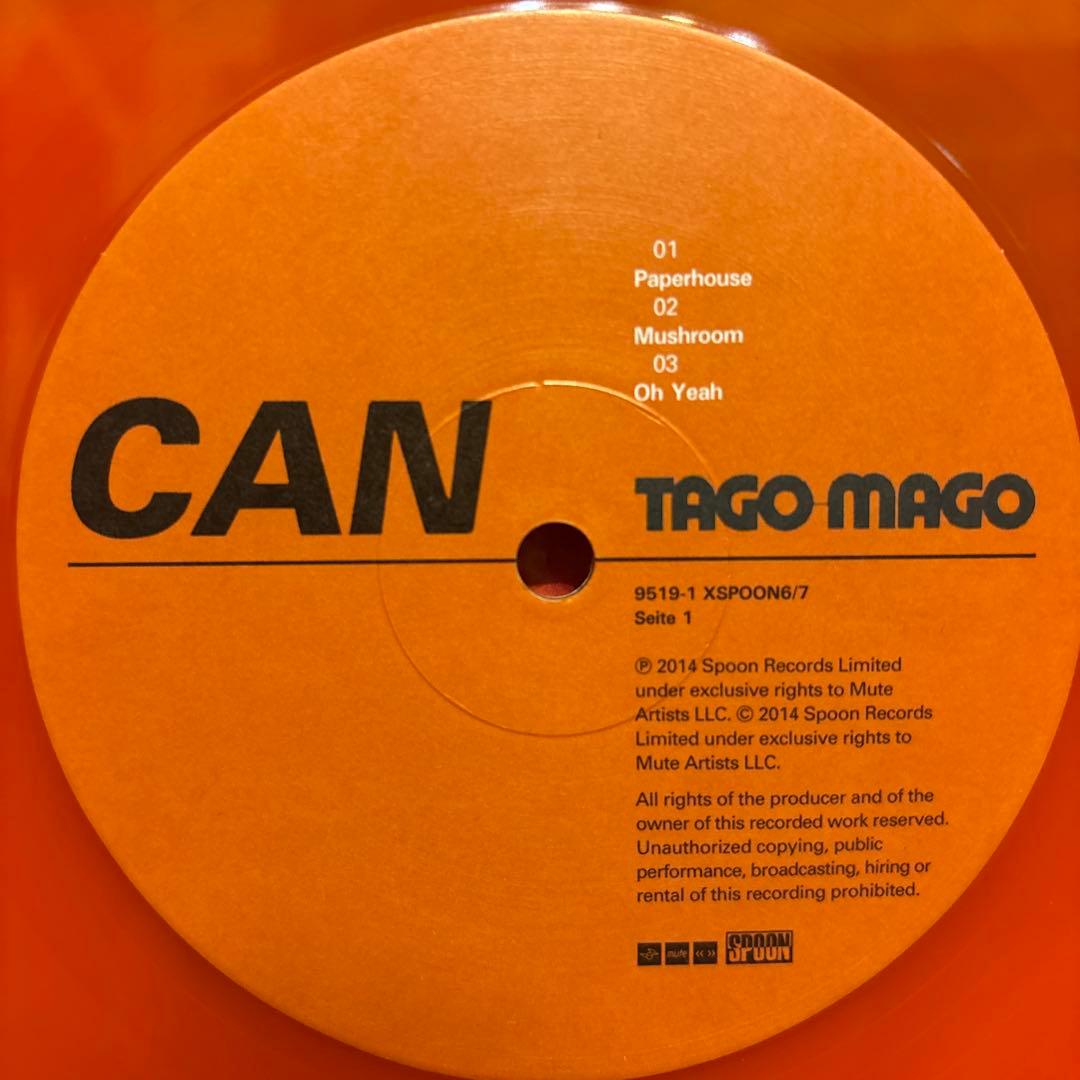 01
Paperhouse
02
Mushroom
03
Oh Yeah
CAN
TAGO MAGO
9519-1 XSPOON6/7
Seite 1
℗ 2014 Spoon Records Limited
under exclusive rights to Mute
Artists LLC. © 2014 Spoon Records
Limited under exclusive rights to
Mute Artists LLC.
All rights of the producer and of the
owner of this recorded work reserved.
Unauthorized copying, public
performance, broadcasting, hiring or
rental of this recording prohibited.
mute «» SPOON